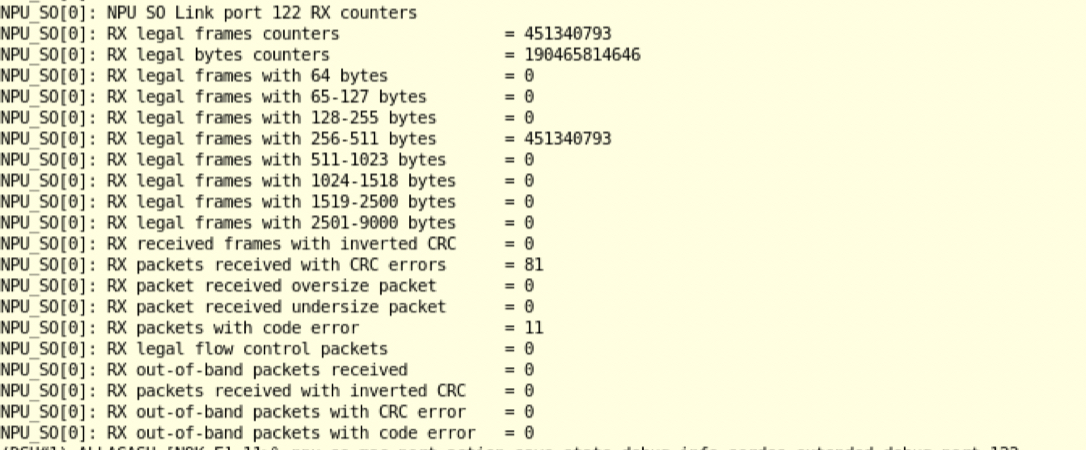 NPU_SO[0]: NPU SO Link port 122 RX counters
NPU_SO[0]: RX legal frames counters = 451340793
NPU_SO[0]: RX legal bytes counters = 190465814646
NPU_SO[0]: RX legal frames with 64 bytes = 0
NPU_SO[0]: RX legal frames with 65-127 bytes = 0
NPU_SO[0]: RX legal frames with 128-255 bytes = 0
NPU_SO[0]: RX legal frames with 256-511 bytes = 451340793
NPU_SO[0]: RX legal frames with 511-1023 bytes = 0
NPU_SO[0]: RX legal frames with 1024-1518 bytes = 0
NPU_SO[0]: RX legal frames with 1519-2500 bytes = 0
NPU_SO[0]: RX legal frames with 2501-9000 bytes = 0
NPU_SO[0]: RX received frames with inverted CRC = 0
NPU_SO[0]: RX packets received with CRC errors = 81
NPU_SO[0]: RX packet received oversize packet = 0
NPU_SO[0]: RX packet received undersize packet = 0
NPU_SO[0]: RX packets with code error = 11
NPU_SO[0]: RX legal flow control packets = 0
NPU_SO[0]: RX out-of-band packets received = 0
NPU_SO[0]: RX packets received with inverted CRC = 0
NPU_SO[0]: RX out-of-band packets with CRC error = 0
NPU_SO[0]: RX out-of-band packets with code error = 0